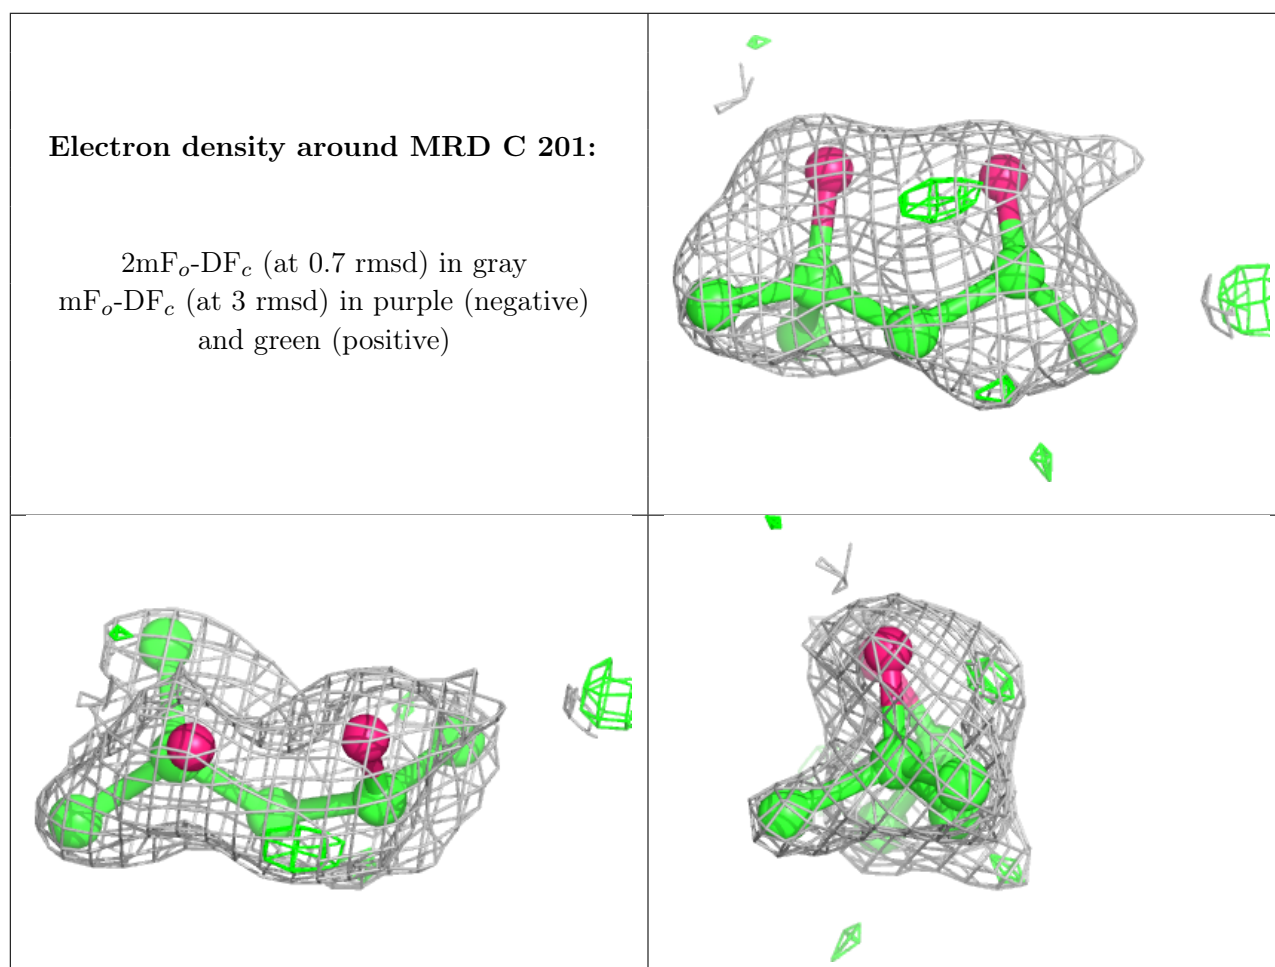 Electron density around MRD C 201:
2mFo-DFc (at 0.7 rmsd) in gray
mFo-DFc (at 3 rmsd) in purple (negative)
and green (positive)